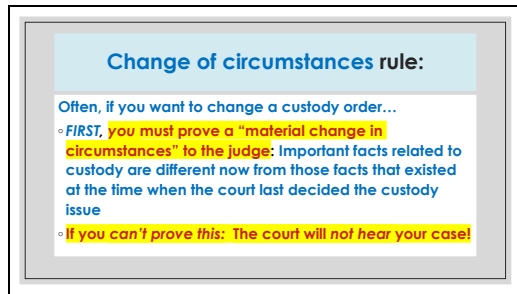 Change of circumstances rule:
Often, if you want to change a custody order…
◦FIRST, you must prove a “material change in
circumstances” to the judge: Important facts related to
custody are different now from those facts that existed
at the time when the court last decided the custody
issue
◦If you can’t prove this: The court will not hear your case!